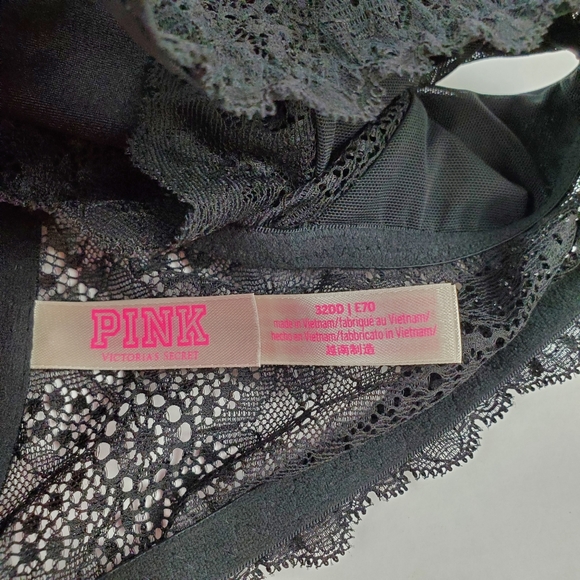 PINK
VICTORIA'S SECRET
32DD | E70
made in Vietnam/fabriqué au Vietnam/
hecho en Vietnam/fabbricato in Vietnam/
越南制造